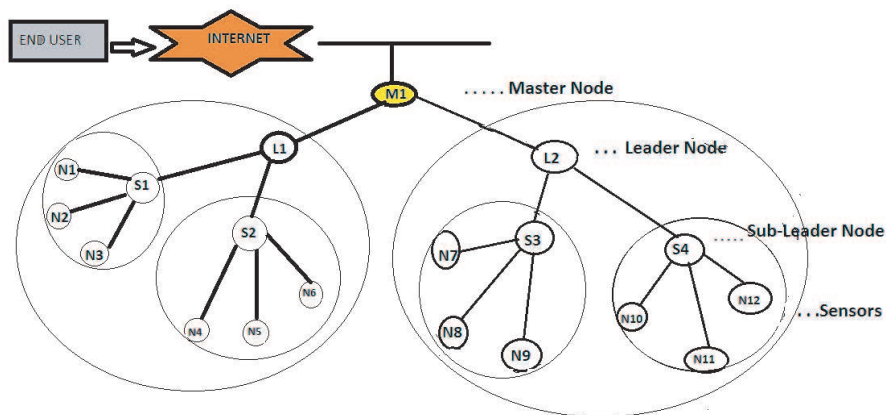 END USER
INTERNET
M1
..... Master Node
L1
... Leader Node
L2
N1
S1
N2
S2
N3
S3
..... Sub-Leader Node
S4
N7
N6
N12
N4
N5
N8
N10
...Sensors
N9
N11